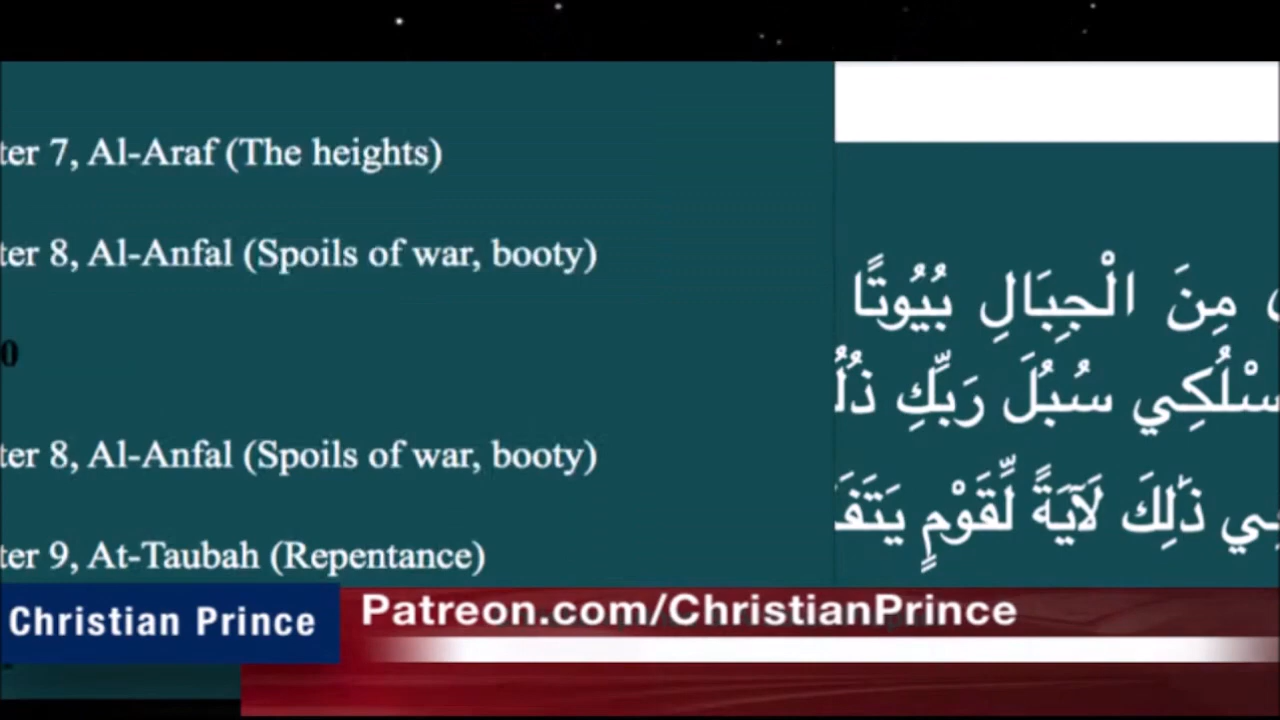 ter 7, Al-Araf (The heights)
ter 8, Al-Anfal (Spoils of war, booty)
0
ter 8, Al-Anfal (Spoils of war, booty)
ter 9, At-Taubah (Repentance)
مِنَ الْجِبَالِ بُيُوتًا
سْلُكِي سُبُلَ رَبِّكِ ذُلُ
ي ذَٰلِكَ لَآيَةً لِّقَوْمٍ يَتَفَ
Christian Prince
Patreon.com/ChristianPrince